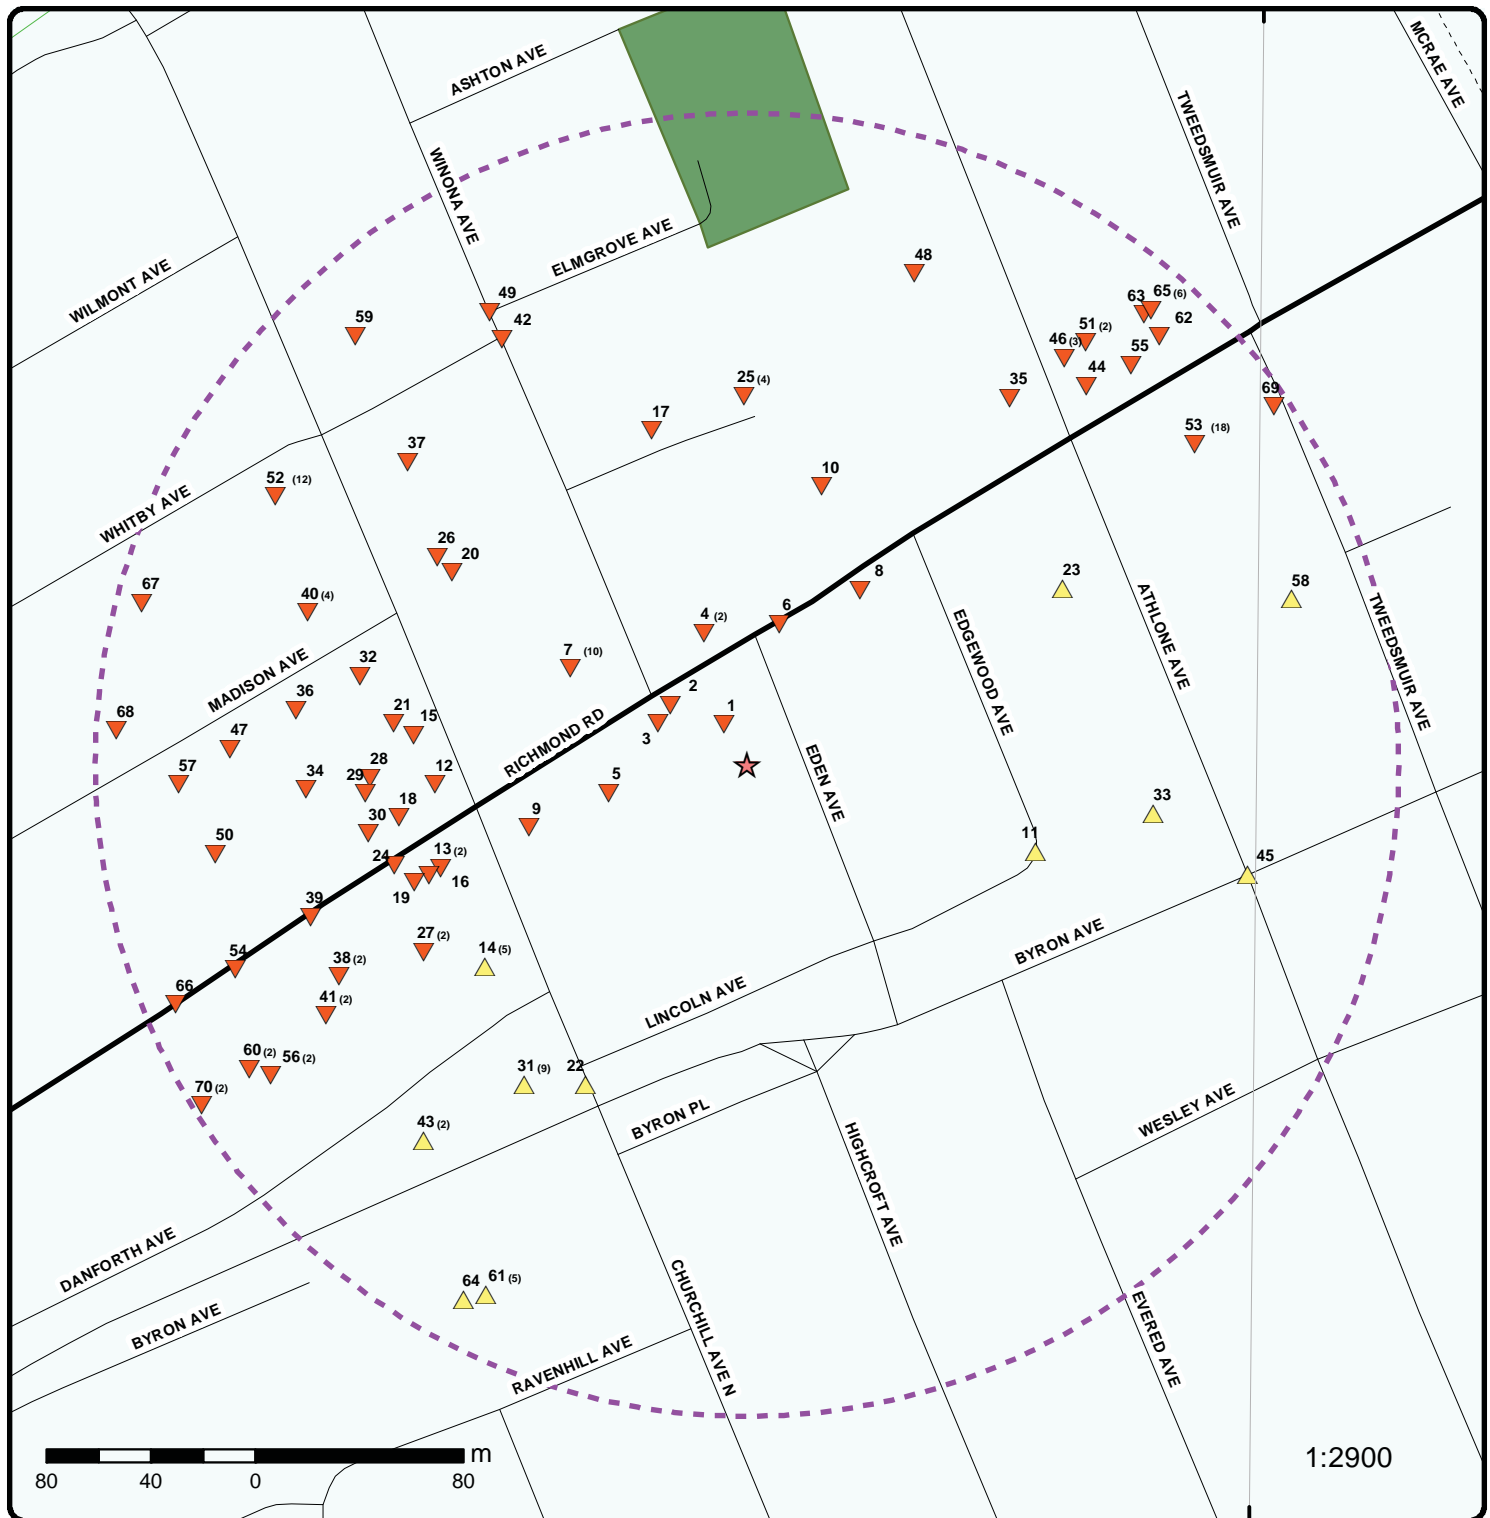 ASHTON AVE
MCRAE AVE
TWEEDSMUIR AVE
WINONA AVE
ELMGROVE AVE
WILMONT AVE
48
49
59
42
65 (6)
63
62
51 (2)
46 (3)
55
44
35
25 (4)
69
17
53 (18)
37
10
52 (12)
WHITBY AVE
26
20
8
23
58
67
40 (4)
6
4 (2)
EDGEWOOD AVE
ATHLONE AVE
TWEEDSMUIR AVE
MADISON AVE
32
7 (10)
36
2
68
21
15
1
47
3
RICHMOND RD
57
34
28
29
12
5
EDEN AVE
18
33
9
30
50
11
24
13 (2)
45
19
16
39
BYRON AVE
27 (2)
14 (5)
54
38 (2)
66
41 (2)
LINCOLN AVE
60 (2)
56 (2)
31 (9)
22
70 (2)
43 (2)
BYRON PL
WESLEY AVE
HIGHCROFT AVE
DANFORTH AVE
64
61 (5)
BYRON AVE
CHURCHILL AVE N
EVERED AVE
RAVENHILL AVE
m
1:2900
80 40 0 80